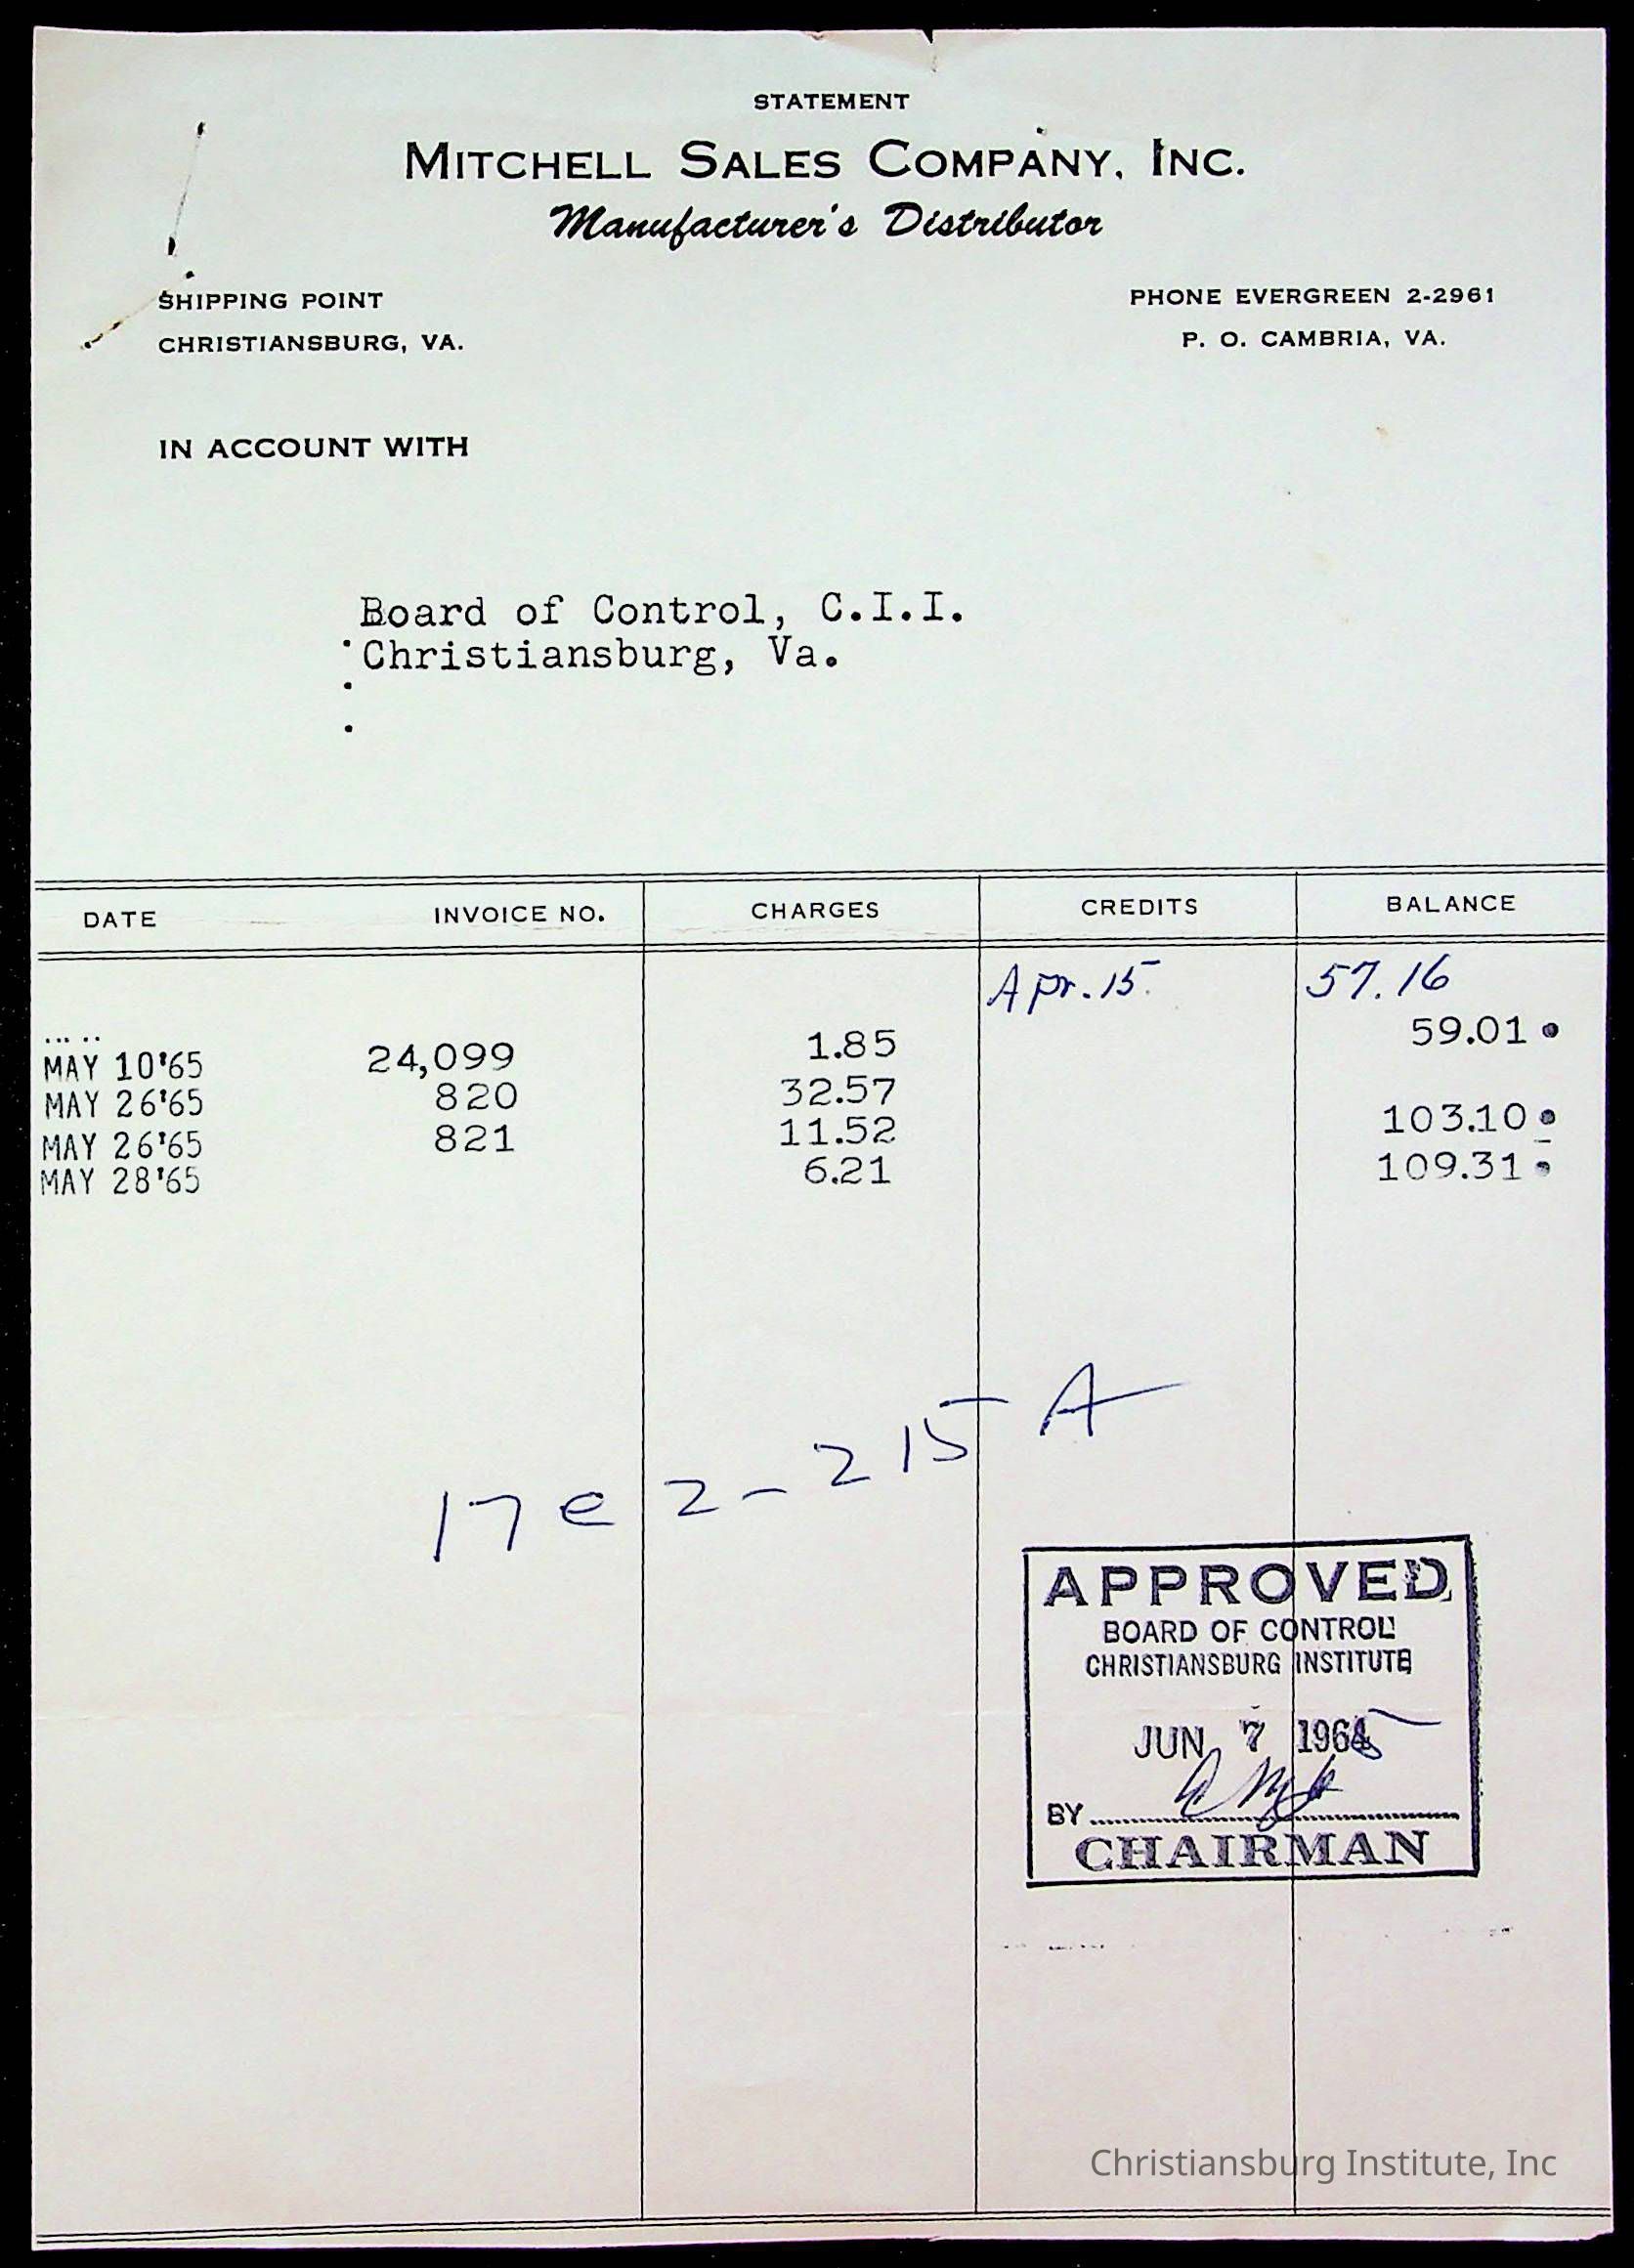 STATEMENT
MITCHELL SALES COMPANY, INC.
Manufacturer's Distributor
SHIPPING POINT
CHRISTIANSBURG, VA.
PHONE EVERGREEN 2-2961
P. O. CAMBRIA, VA.
IN ACCOUNT WITH
Board of Control, C.I.I.
Christiansburg, Va.
DATE INVOICE NO. CHARGES CREDITS BALANCE
Apr. 15 57.16
MAY 10'65 24,099 1.85 59.01
MAY 26'65 820 32.57
MAY 26'65 821 11.52 103.10
MAY 28'65 6.21 109.31
17 e 2 - 215 A
APPROVED
BOARD OF CONTROL
CHRISTIANSBURG INSTITUTE
JUN 7 1965
BY
CHAIRMAN
Christiansburg Institute, Inc